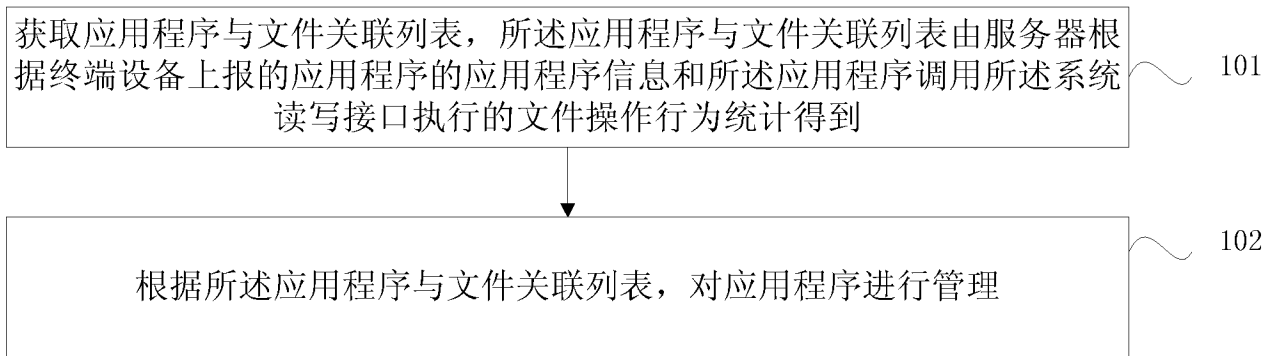 获取应用程序与文件关联列表，所述应用程序与文件关联列表由服务器根
据终端设备上报的应用程序的应用程序信息和所述应用程序调用所述系统
读写接口执行的文件操作行为统计得到
101
根据所述应用程序与文件关联列表，对应用程序进行管理
102